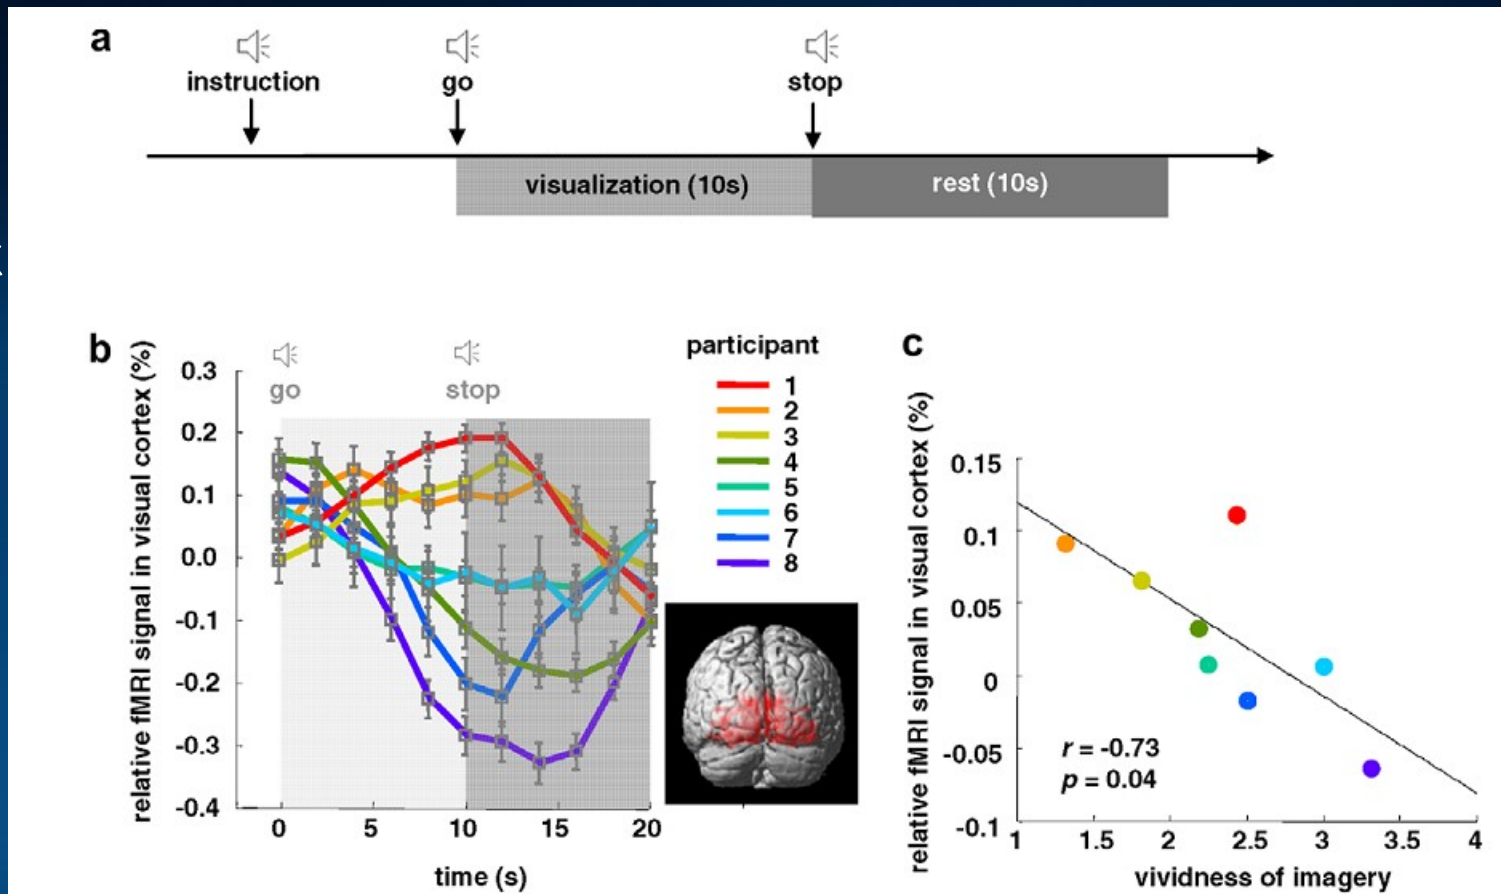 a
instruction
go
stop
visualization (10s)
rest (10s)
b
relative fMRI signal in visual cortex (%)
0.3
0.2
0.1
0.0
-0.1
-0.2
-0.3
-0.4
go
stop
0
5
10
15
20
time (s)
participant
1
2
3
4
5
6
7
8
c
relative fMRI signal in visual cortex (%)
0.15
0.1
0.05
0
-0.05
-0.1
r = -0.73
p = 0.04
1
1.5
2
2.5
3
3.5
4
vividness of imagery